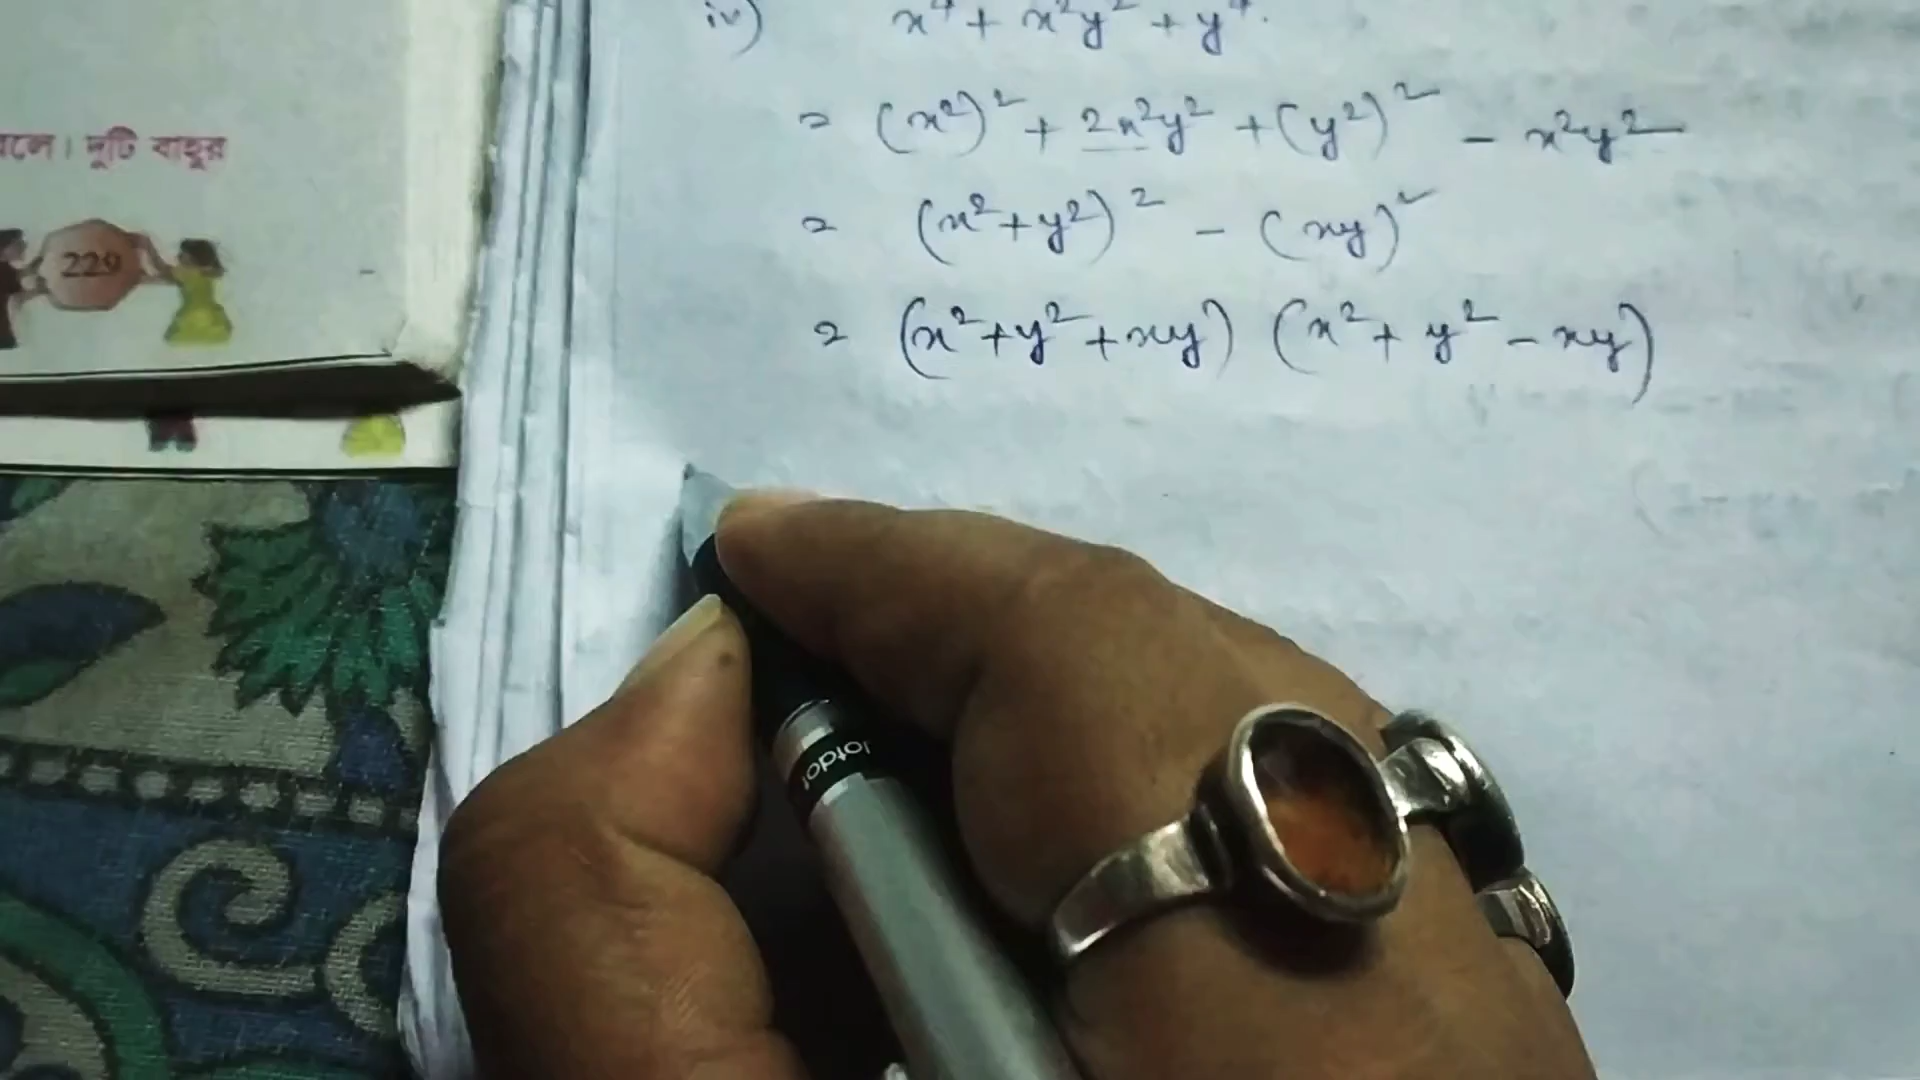 বলে। দুটি বাহুর
229
iv) x⁴ + x²y² + y⁴.
= (x²)² + 2x²y² + (y²)² - x²y²
= (x²+y²)² - (xy)²
= (x²+y²+xy) (x²+y²-xy)